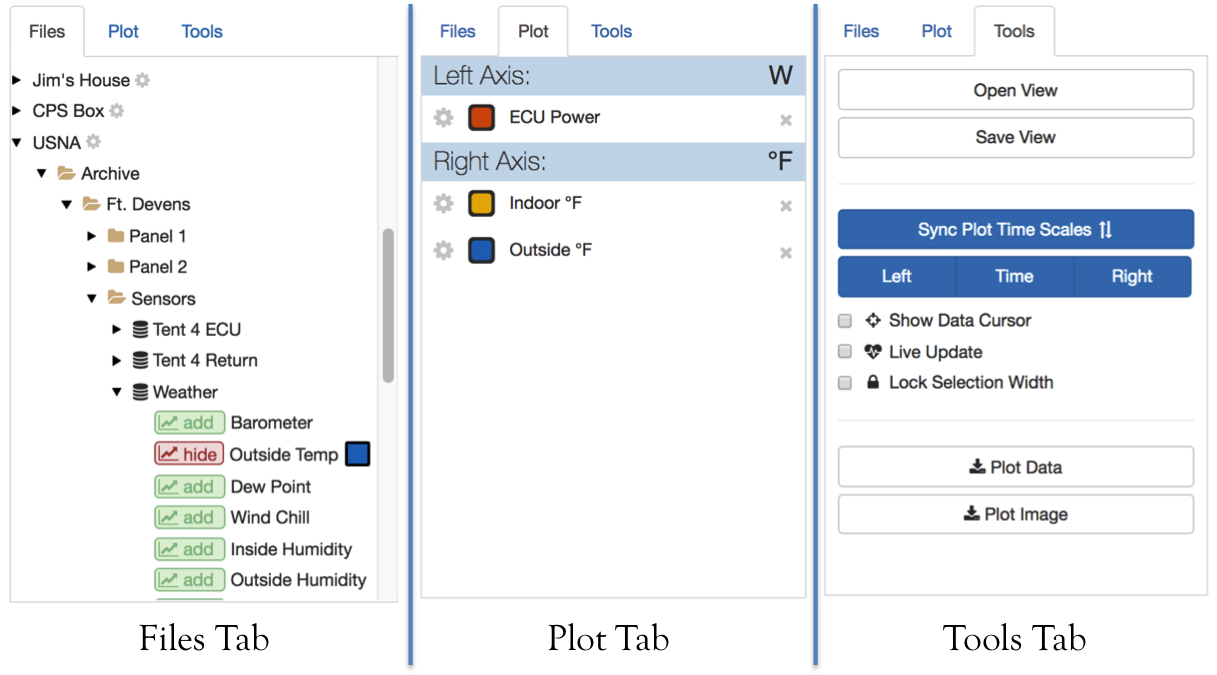 Files Plot Tools
Jim's House
CPS Box
USNA
Archive
Ft. Devens
Panel 1
Panel 2
Sensors
Tent 4 ECU
Tent 4 Return
Weather
add Barometer
hide Outside Temp
add Dew Point
add Wind Chill
add Inside Humidity
add Outside Humidity
Files Tab
Files Plot Tools
Left Axis: W
ECU Power
Right Axis: °F
Indoor °F
Outside °F
Plot Tab
Files Plot Tools
Open View
Save View
Sync Plot Time Scales
Left Time Right
Show Data Cursor
Live Update
Lock Selection Width
Plot Data
Plot Image
Tools Tab